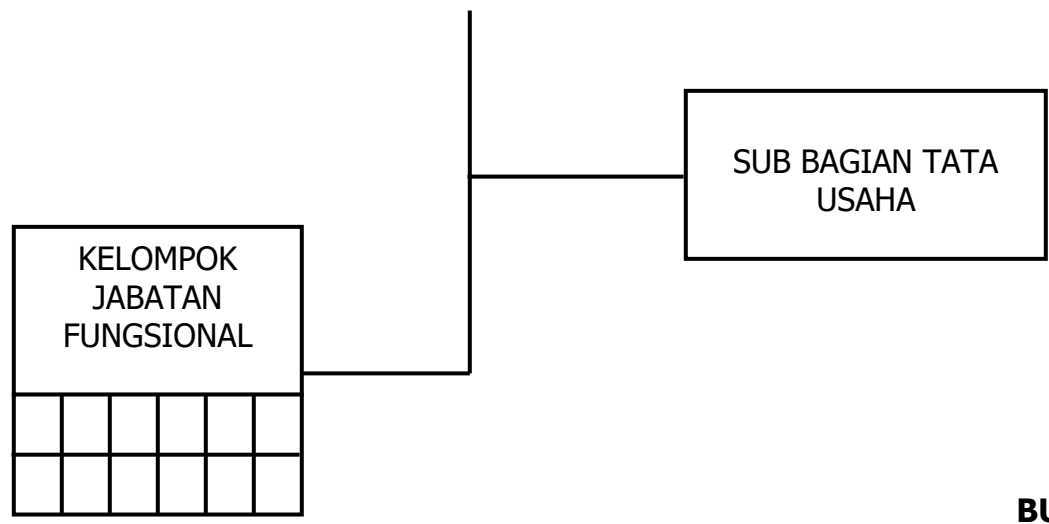 SUB BAGIAN TATA
USAHA
KELOMPOK
JABATAN
FUNGSIONAL